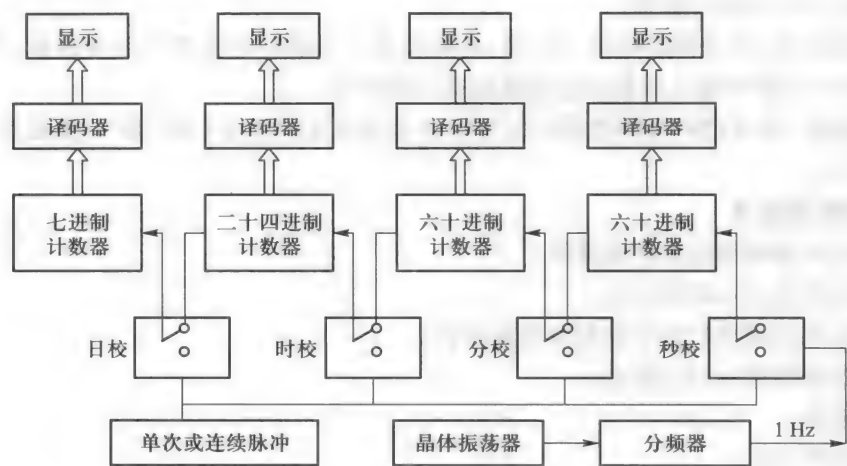 显示 显示 显示 显示
译码器 译码器 译码器 译码器
七进制 二十四进制 六十进制 六十进制
计数器 计数器 计数器 计数器
日校 时校 分校 秒校
单次或连续脉冲 晶体振荡器 分频器 1 Hz